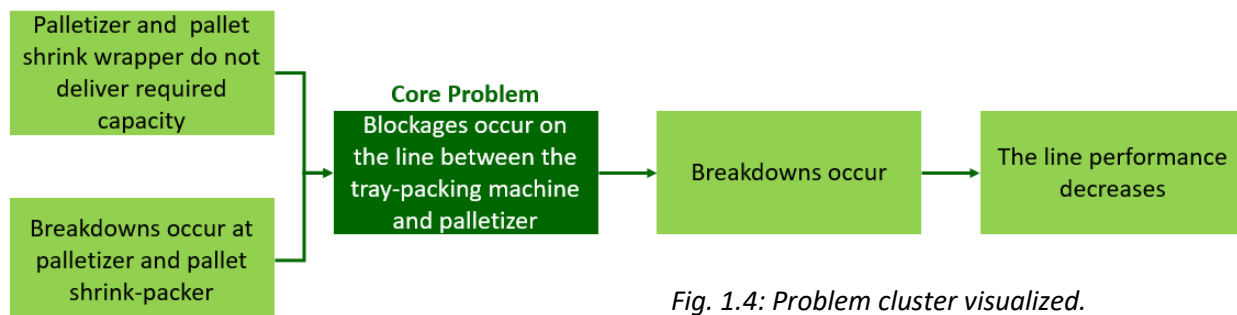 Palletizer and  pallet
shrink wrapper do not
deliver required
capacity
Breakdowns occur at
palletizer and pallet
shrink-packer
Core Problem
Blockages occur on
the line between the
tray-packing machine
and palletizer
Breakdowns occur
The line performance
decreases
Fig. 1.4: Problem cluster visualized.